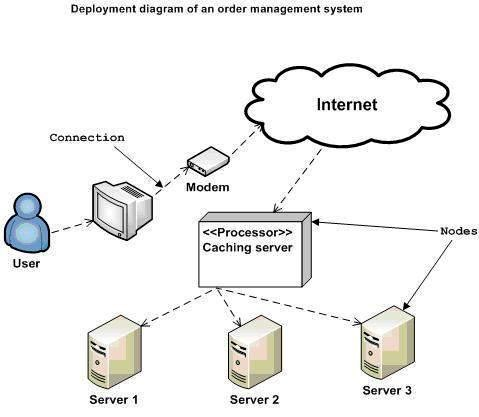 Deployment diagram of an order management system
Internet
Connection
Modem
<<Processor>>
Caching server
Nodes
User
Server 1
Server 2
Server 3